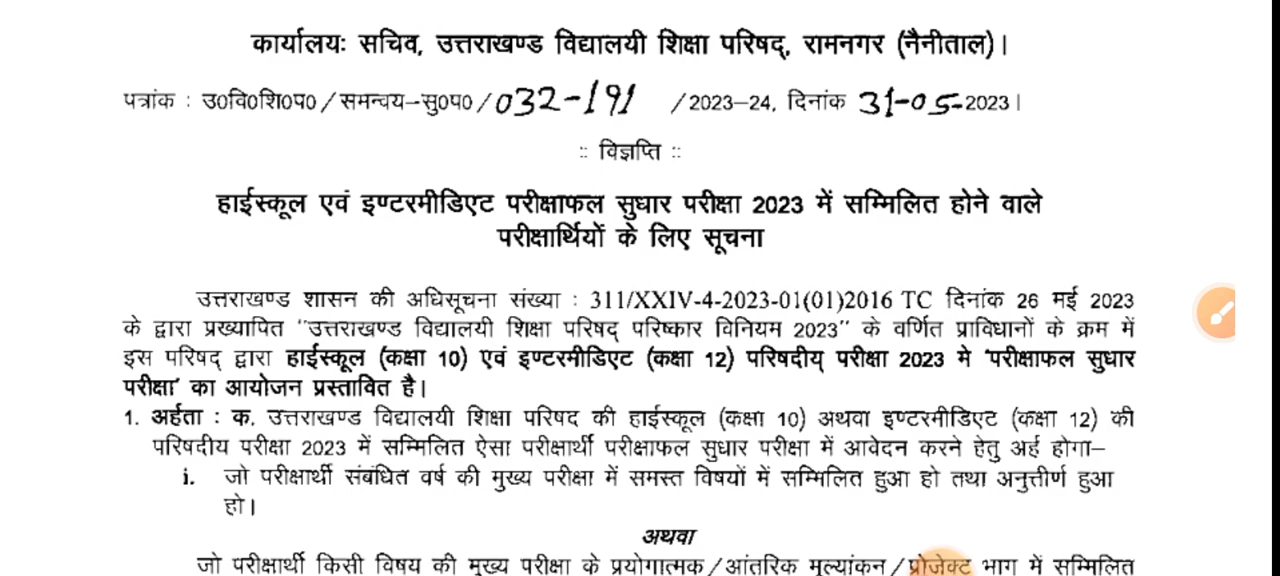 कार्यालयः सचिव, उत्तराखण्ड विद्यालयी शिक्षा परिषद्, रामनगर (नैनीताल)।
पत्रांक : उ०वि०शि०प० / समन्वय–सु०प० / 032-191 / 2023–24, दिनांक 31-05-2023।
:: विज्ञप्ति ::
हाईस्कूल एवं इण्टरमीडिएट परीक्षाफल सुधार परीक्षा 2023 में सम्मिलित होने वाले
परीक्षार्थियों के लिए सूचना
उत्तराखण्ड शासन की अधिसूचना संख्या : 311/XXIV-4-2023-01(01)2016 TC दिनांक 26 मई 2023
के द्वारा प्रख्यापित "उत्तराखण्ड विद्यालयी शिक्षा परिषद् परिष्कार विनियम 2023" के वर्णित प्राविधानों के क्रम में
इस परिषद् द्वारा हाईस्कूल (कक्षा 10) एवं इण्टरमीडिएट (कक्षा 12) परिषदीय् परीक्षा 2023 मे 'परीक्षाफल सुधार
परीक्षा' का आयोजन प्रस्तावित है।
1. अर्हता : क. उत्तराखण्ड विद्यालयी शिक्षा परिषद की हाईस्कूल (कक्षा 10) अथवा इण्टरमीडिएट (कक्षा 12) की
परिषदीय परीक्षा 2023 में सम्मिलित ऐसा परीक्षार्थी परीक्षाफल सुधार परीक्षा में आवेदन करने हेतु अर्ह होगा–
i. जो परीक्षार्थी संबंधित वर्ष की मुख्य परीक्षा में समस्त विषयों में सम्मिलित हुआ हो तथा अनुत्तीर्ण हुआ
हो।
अथवा
जो परीक्षार्थी किसी विषय की मुख्य परीक्षा के प्रयोगात्मक / आंतरिक मूल्यांकन / प्रोजेक्ट भाग में सम्मिलित